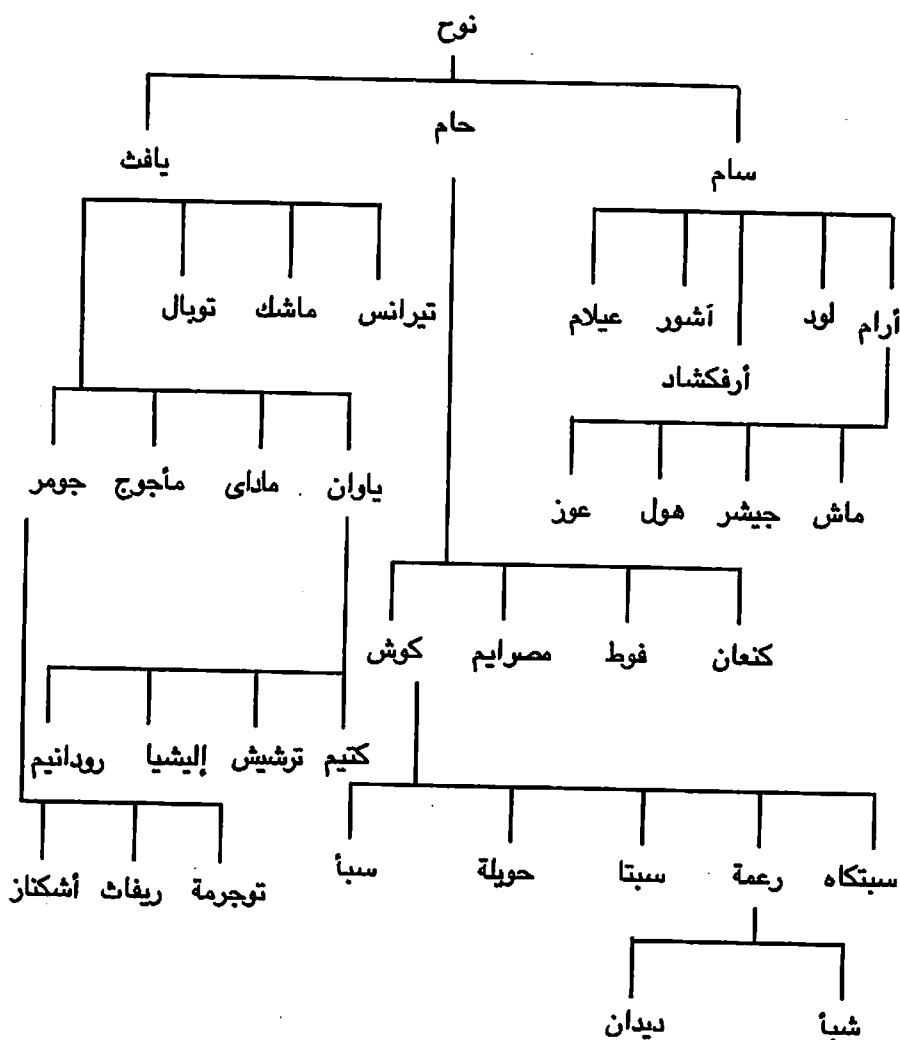 نوح
سام
حام
يافث
أرام
لود
أرفكشاد
آشور
عيلام
تيرانس
ماشك
توبال
ماش
جيشر
هول
عوز
ياوان
ماداى
مأجوج
جومر
كنعان
فوط
مصرايم
كوش
كتيم
ترشيش
إليشيا
رودانيم
سبتكاه
رعمة
سبتا
حويلة
سبأ
توجرمة
ريفاث
أشكناز
شبأ
ديدان